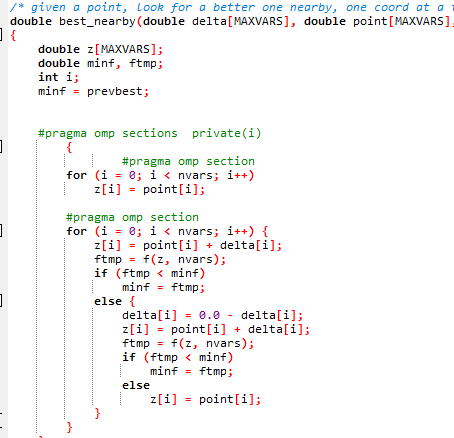 /* given a point, look for a better one nearby, one coord at a
double best_nearby(double delta[MAXVARS], double point[MAXVARS],
{
    double z[MAXVARS];
    double minf, ftmp;
    int i;
    minf = prevbest;
    #pragma omp sections  private(i)
        {
                #pragma omp section
        for (i = 0; i < nvars; i++)
            z[i] = point[i];
        #pragma omp section
        for (i = 0; i < nvars; i++) {
            z[i] = point[i] + delta[i];
            ftmp = f(z, nvars);
            if (ftmp < minf)
                minf = ftmp;
            else {
                delta[i] = 0.0 - delta[i];
                z[i] = point[i] + delta[i];
                ftmp = f(z, nvars);
                if (ftmp < minf)
                    minf = ftmp;
                else
                    z[i] = point[i];
            }
        }